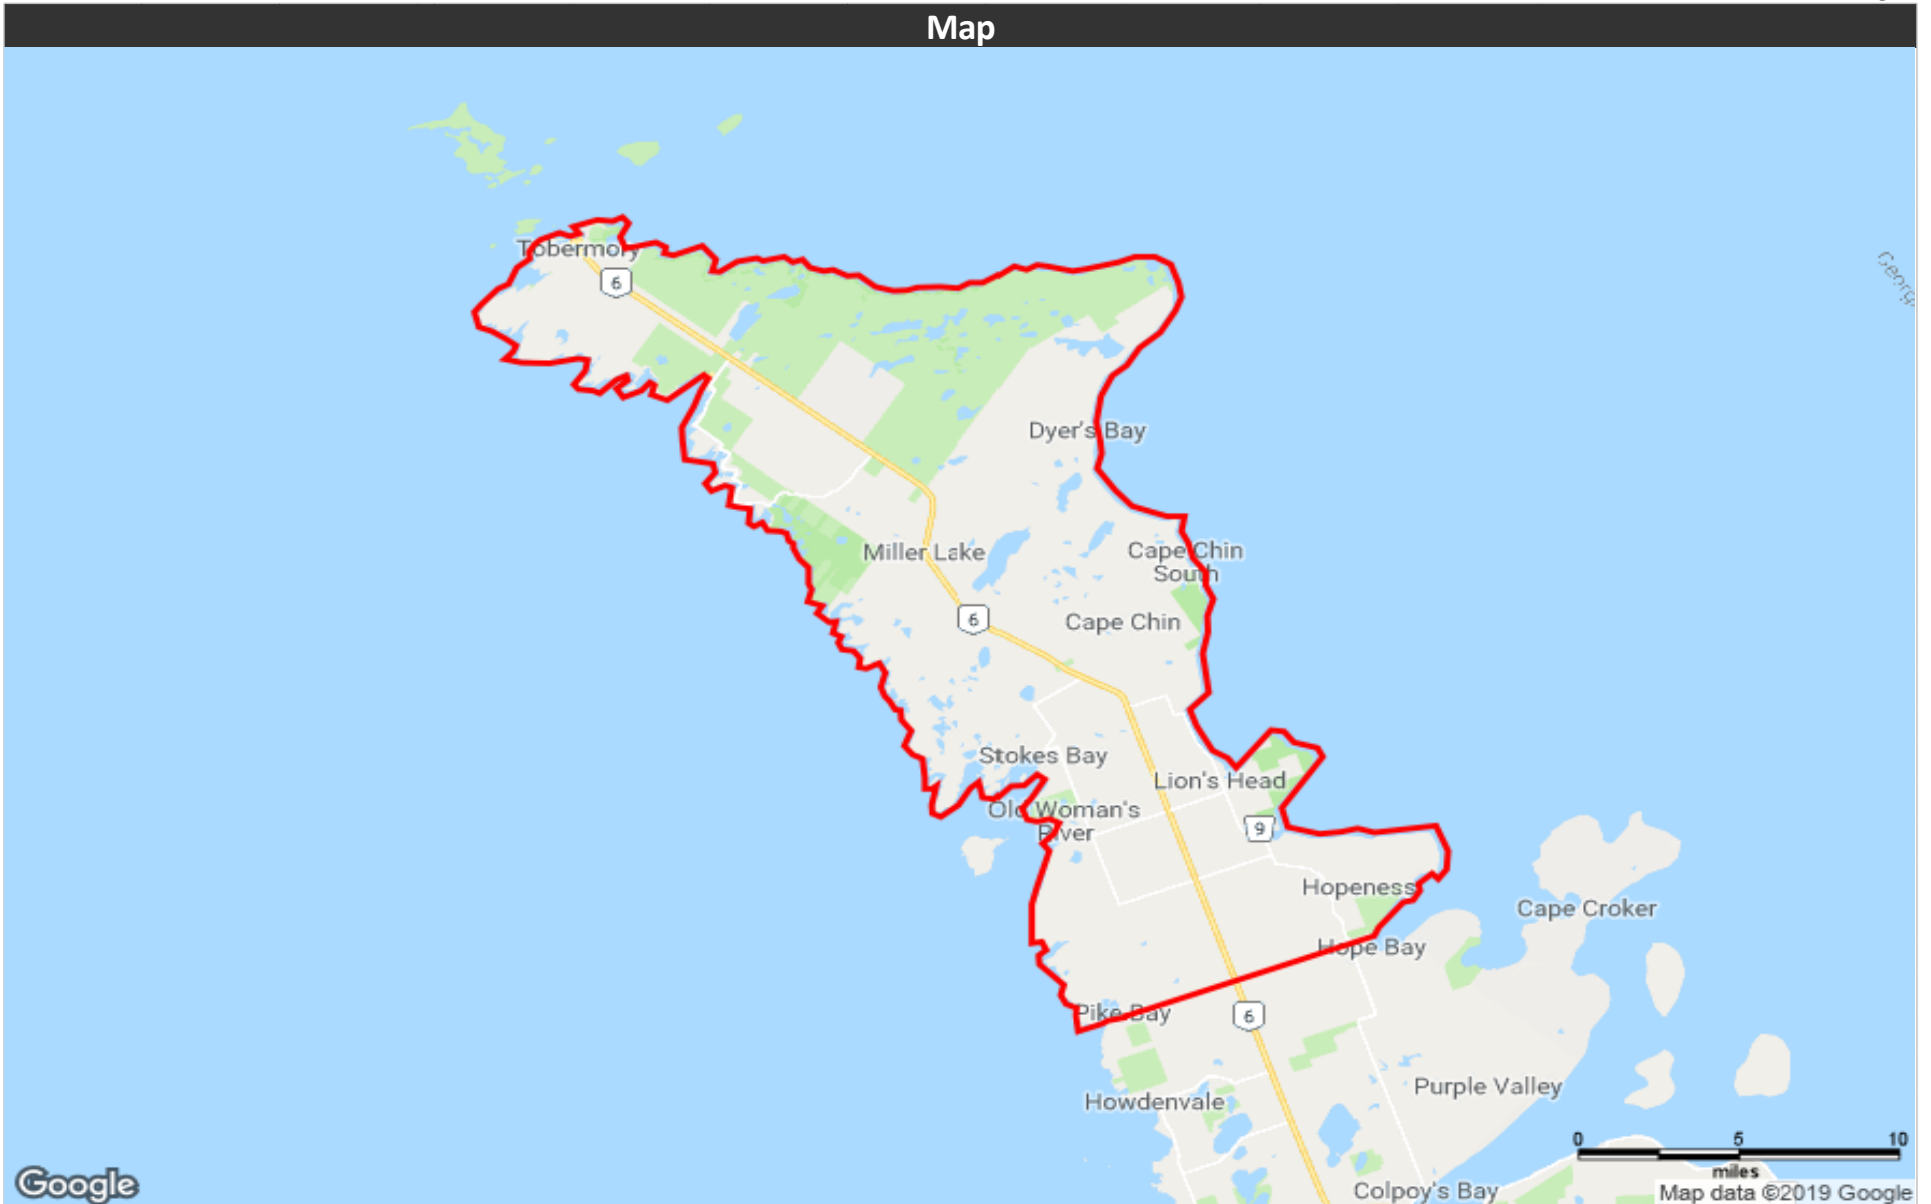 Map
Georg
Tobermory
6
Dyer's Bay
Miller Lake
Cape Chin
South
6
Cape Chin
Stokes Bay
Lion's Head
Old Woman's
River
9
Hopeness
Cape Croker
Hope Bay
Pike Bay
6
Purple Valley
Howdenvale
0 5 10
miles
Google
Colpoy's Bay
Map data ©2019 Google